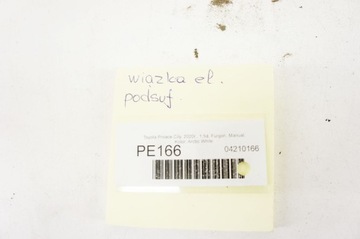 wiązka el.
podsuf.
PE166
04210166